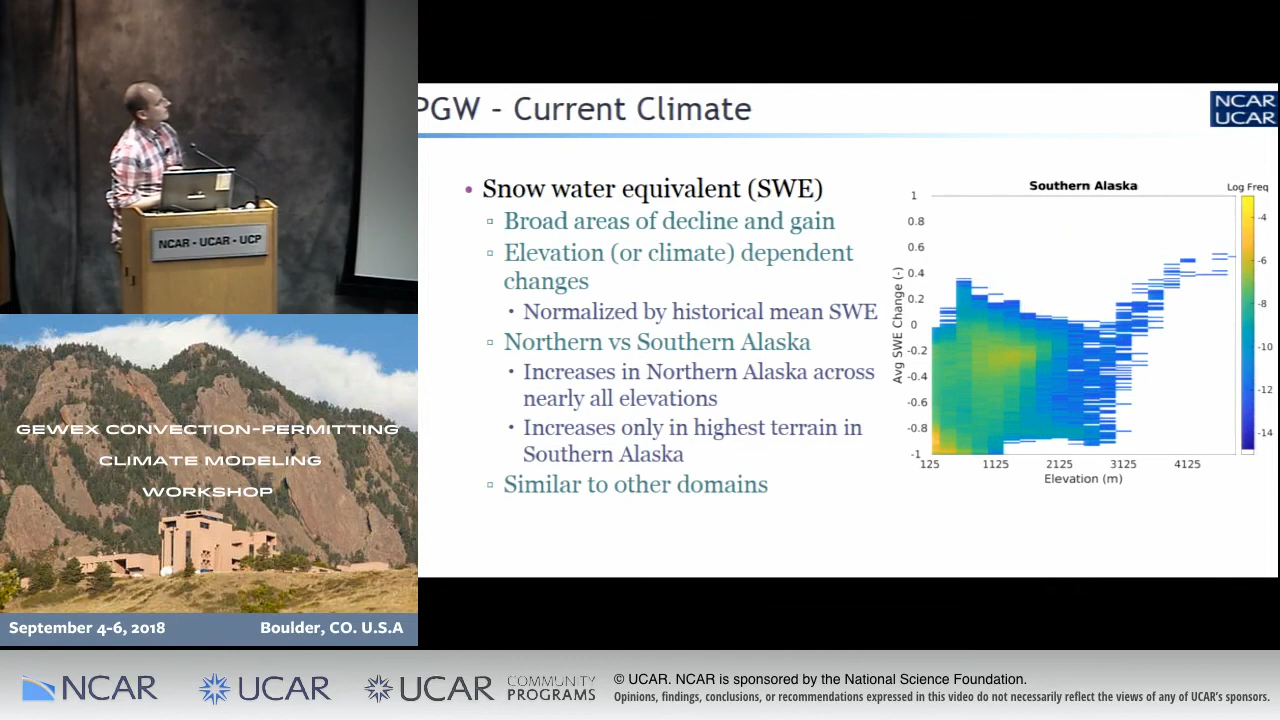 NCAR - UCAR - UCP
GEWEX CONVECTION-PERMITTING
CLIMATE MODELING
WORKSHOP
September 4-6, 2018
Boulder, CO. U.S.A
PGW – Current Climate
NCAR
UCAR
• Snow water equivalent (SWE)
▫ Broad areas of decline and gain
▫ Elevation (or climate) dependent
changes
• Normalized by historical mean SWE
▫ Northern vs Southern Alaska
• Increases in Northern Alaska across
nearly all elevations
• Increases only in highest terrain in
Southern Alaska
▫ Similar to other domains
Southern Alaska
Log Freq
Avg SWE Change (-)
1
0.8
0.6
0.4
0.2
0
-0.2
-0.4
-0.6
-0.8
-1
125
1125
2125
3125
4125
Elevation (m)
-4
-6
-8
-10
-12
-14
NCAR
UCAR
UCAR
COMMUNITY
PROGRAMS
© UCAR. NCAR is sponsored by the National Science Foundation.
Opinions, findings, conclusions, or recommendations expressed in this video do not necessarily reflect the views of any of UCAR's sponsors.